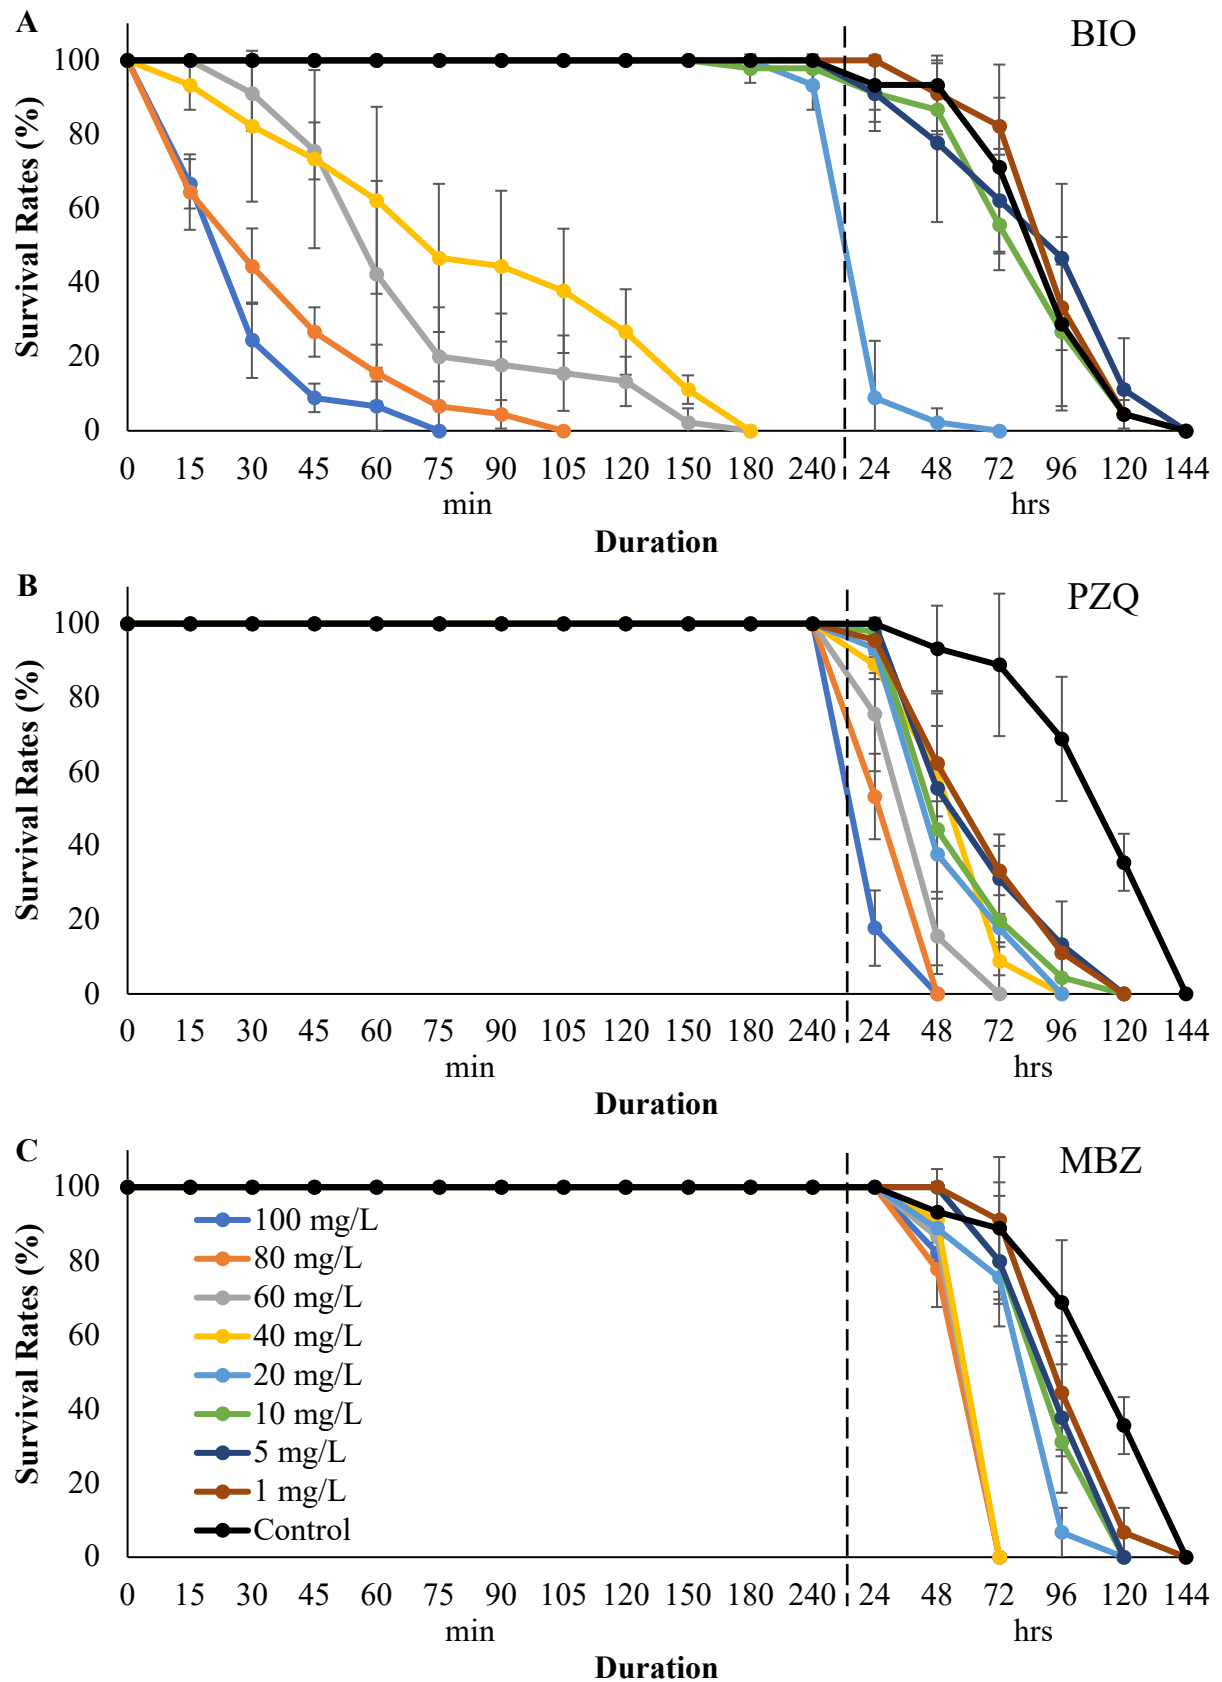 A
BIO
Survival Rates (%)
100
80
60
40
20
0
0 15 30 45 60 75 90 105 120 150 180 240 24 48 72 96 120 144
min hrs
Duration
B
PZQ
Survival Rates (%)
100
80
60
40
20
0
0 15 30 45 60 75 90 105 120 150 180 240 24 48 72 96 120 144
min hrs
Duration
C
MBZ
Survival Rates (%)
100
80
60
40
20
0
100 mg/L
80 mg/L
60 mg/L
40 mg/L
20 mg/L
10 mg/L
5 mg/L
1 mg/L
Control
0 15 30 45 60 75 90 105 120 150 180 240 24 48 72 96 120 144
min hrs
Duration